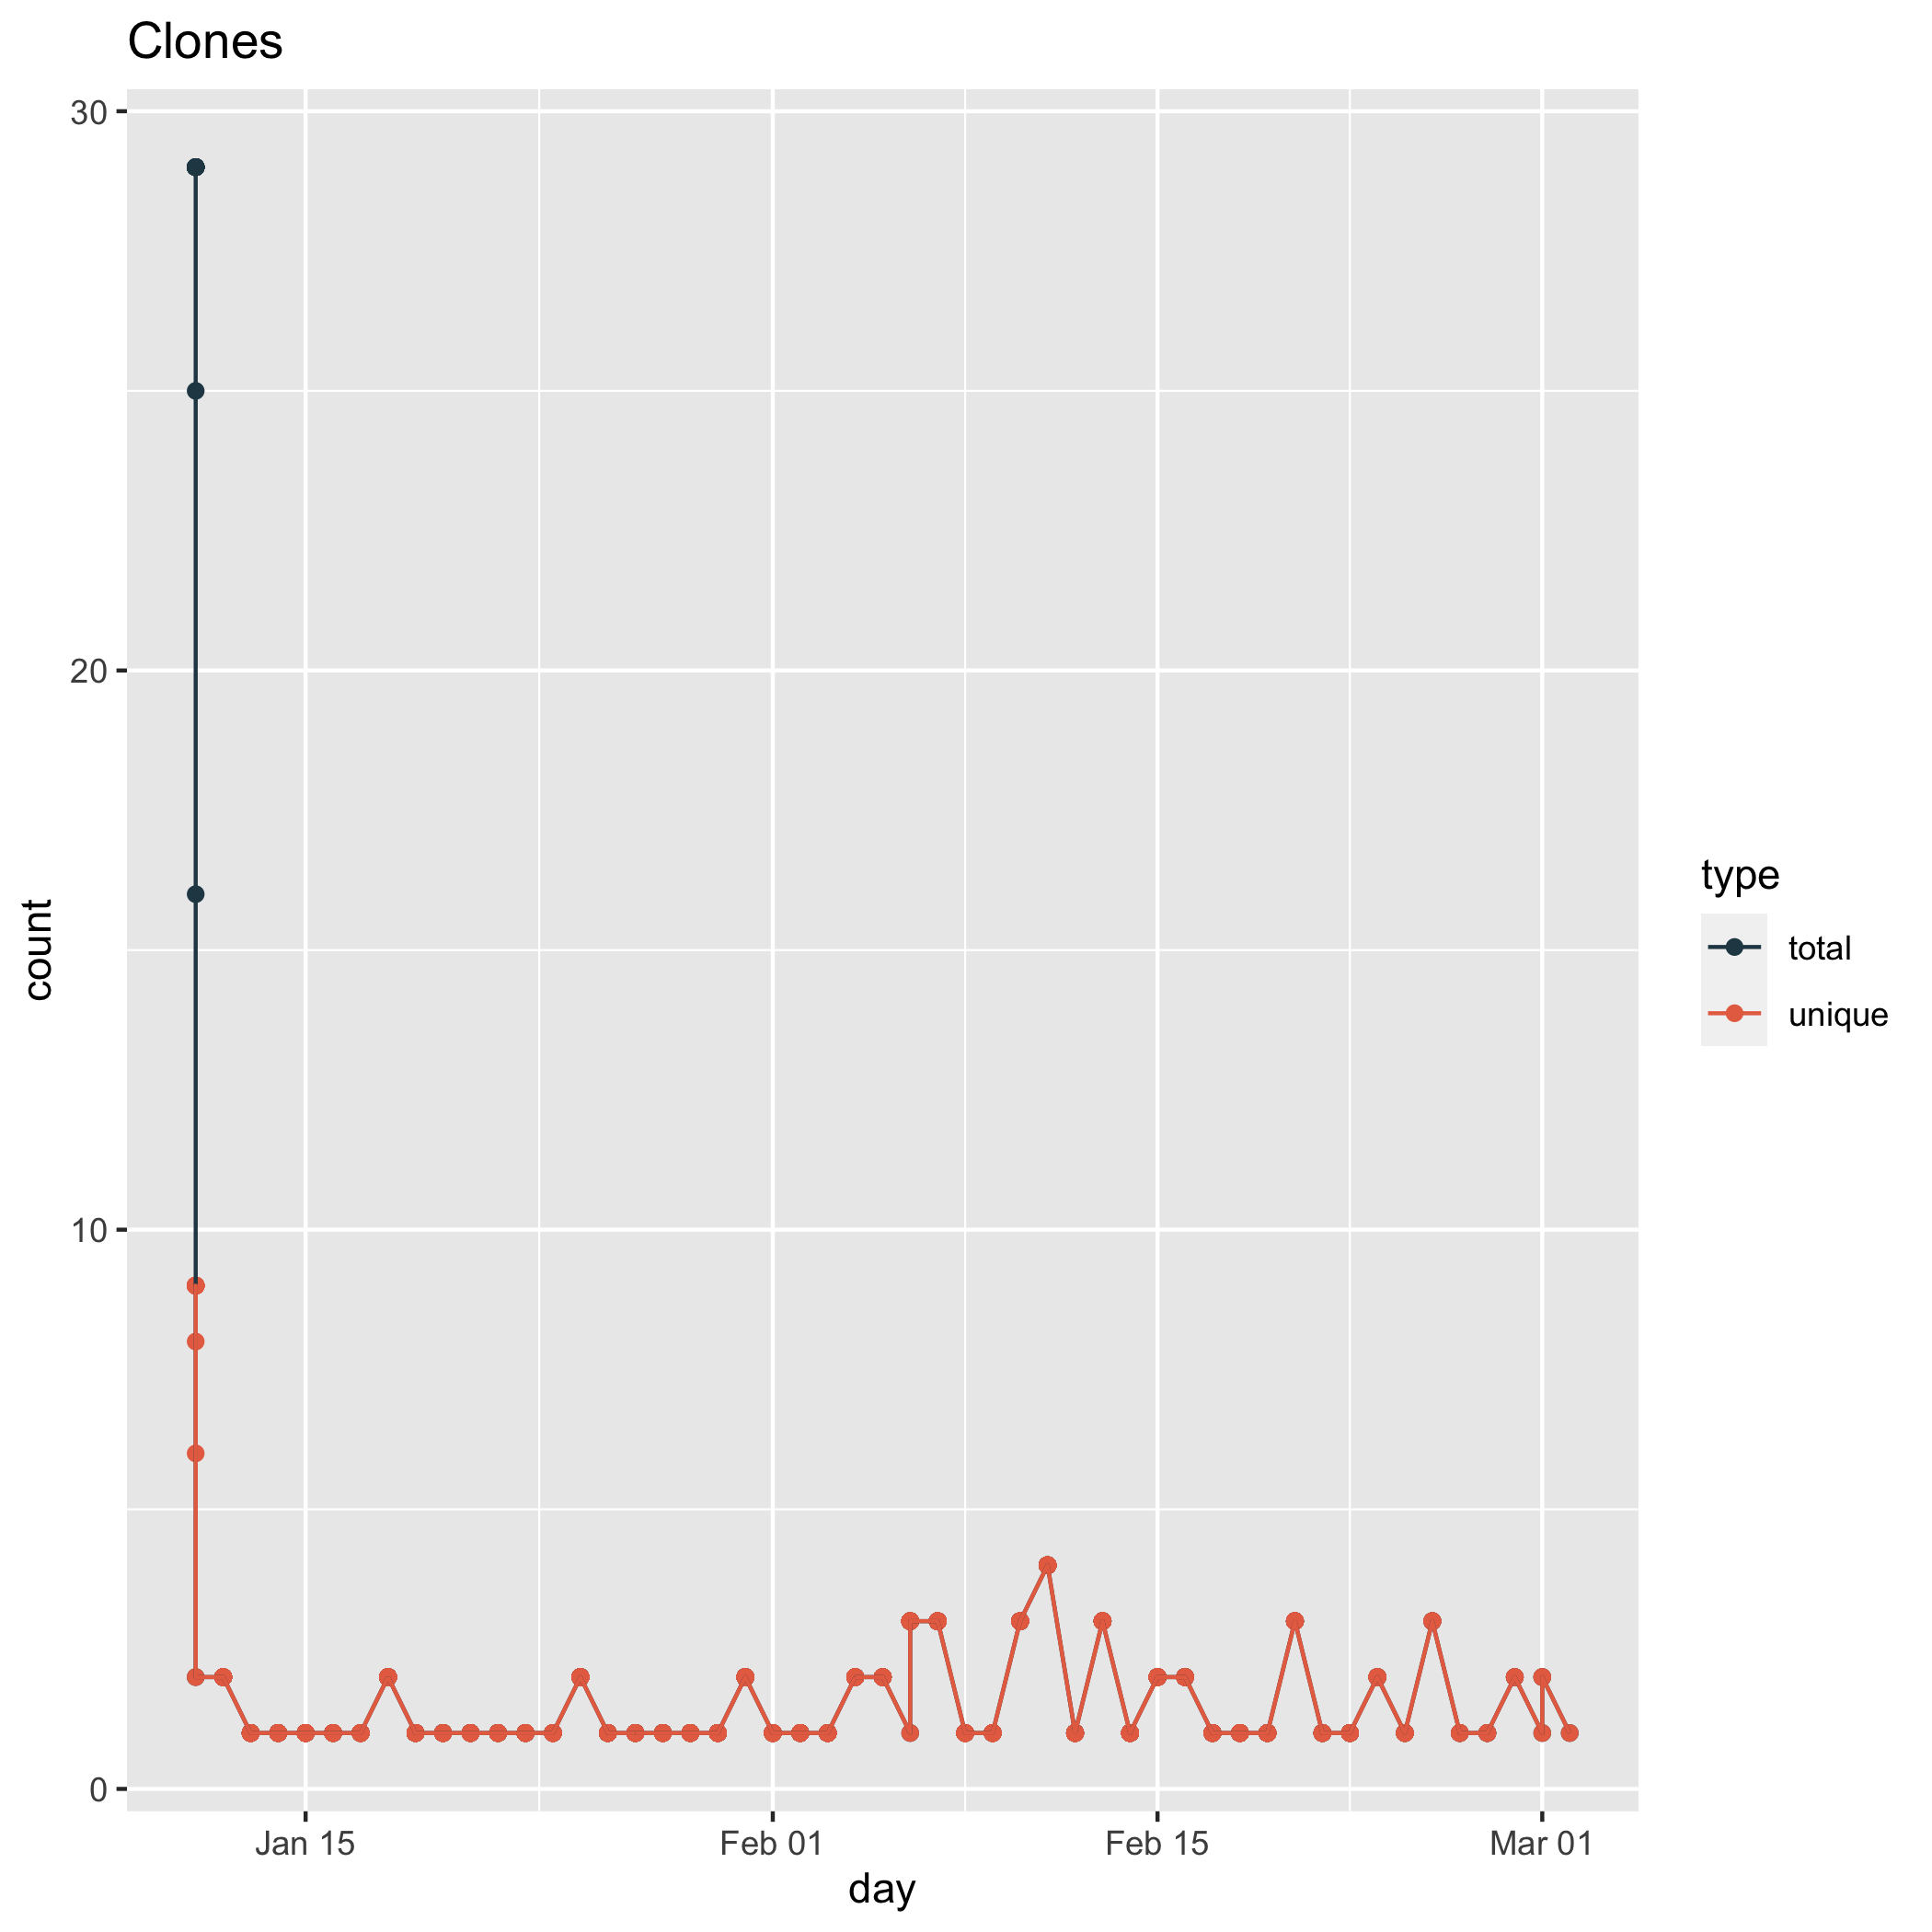 Clones
30
20
10
0
count
Jan 15
Feb 01
Feb 15
Mar 01
day
type
total
unique